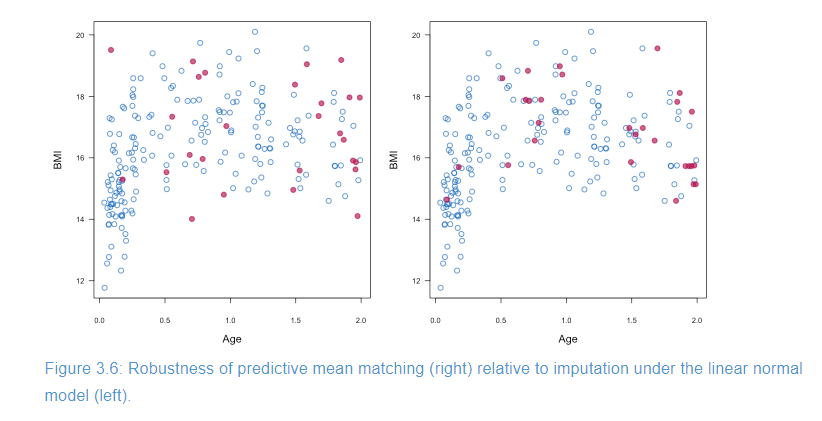 20
18
16
14
12
BMI
0.0 0.5 1.0 1.5 2.0
Age
20
18
16
14
12
BMI
0.0 0.5 1.0 1.5 2.0
Age
Figure 3.6: Robustness of predictive mean matching (right) relative to imputation under the linear normal
model (left).